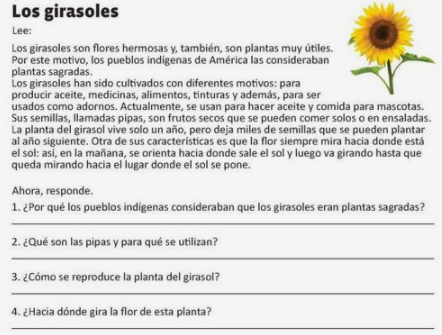 Los girasoles
Lee:
Los girasoles son flores hermosas y, también, son plantas muy útiles.
Por este motivo, los pueblos indígenas de América las consideraban
plantas sagradas.
Los girasoles han sido cultivados con diferentes motivos: para
producir aceite, medicinas, alimentos, tinturas y además, para ser
usados como adornos. Actualmente, se usan para hacer aceite y comida para mascotas.
Sus semillas, llamadas pipas, son frutos secos que se pueden comer solos o en ensaladas.
La planta del girasol vive solo un año, pero deja miles de semillas que se pueden plantar
al año siguiente. Otra de sus características es que la flor siempre mira hacia donde está
el sol: así, en la mañana, se orienta hacia donde sale el sol y luego va girando hasta que
queda mirando hacia el lugar donde el sol se pone.
Ahora, responde.
1. ¿Por qué los pueblos indígenas consideraban que los girasoles eran plantas sagradas?
2. ¿Qué son las pipas y para qué se utilizan?
3. ¿Cómo se reproduce la planta del girasol?
4. ¿Hacia dónde gira la flor de esta planta?